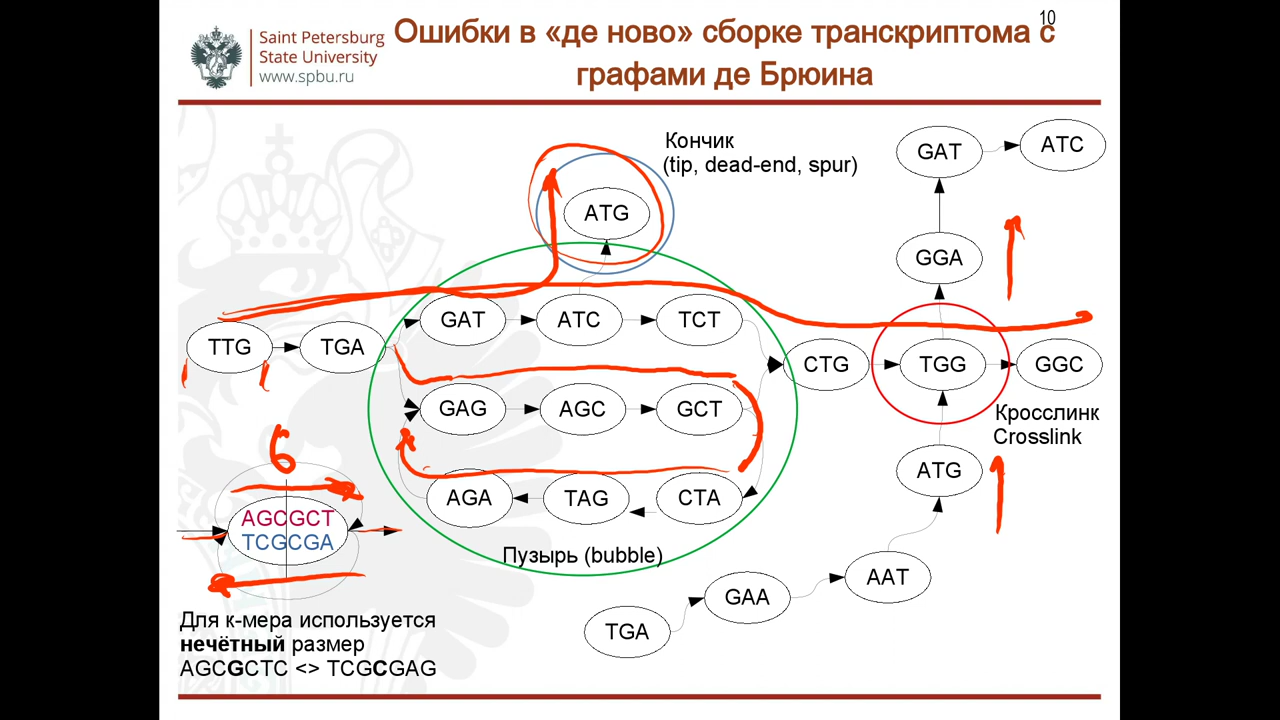 10
Saint Petersburg
State University
www.spbu.ru
Ошибки в «де ново» сборке транскриптома с
графами де Брюина
Кончик
(tip, dead-end, spur)
GAT
ATC
ATG
GGA
GAT
ATC
TCT
TTG
TGA
CTG
TGG
GGC
GAG
AGC
GCT
Кросслинк
Crosslink
ATG
AGA
TAG
CTA
6
AGCGCT
TCGCGA
Пузырь (bubble)
AAT
GAA
TGA
Для к-мера используется
нечётный размер
AGCGCTC <> TCGCGAG